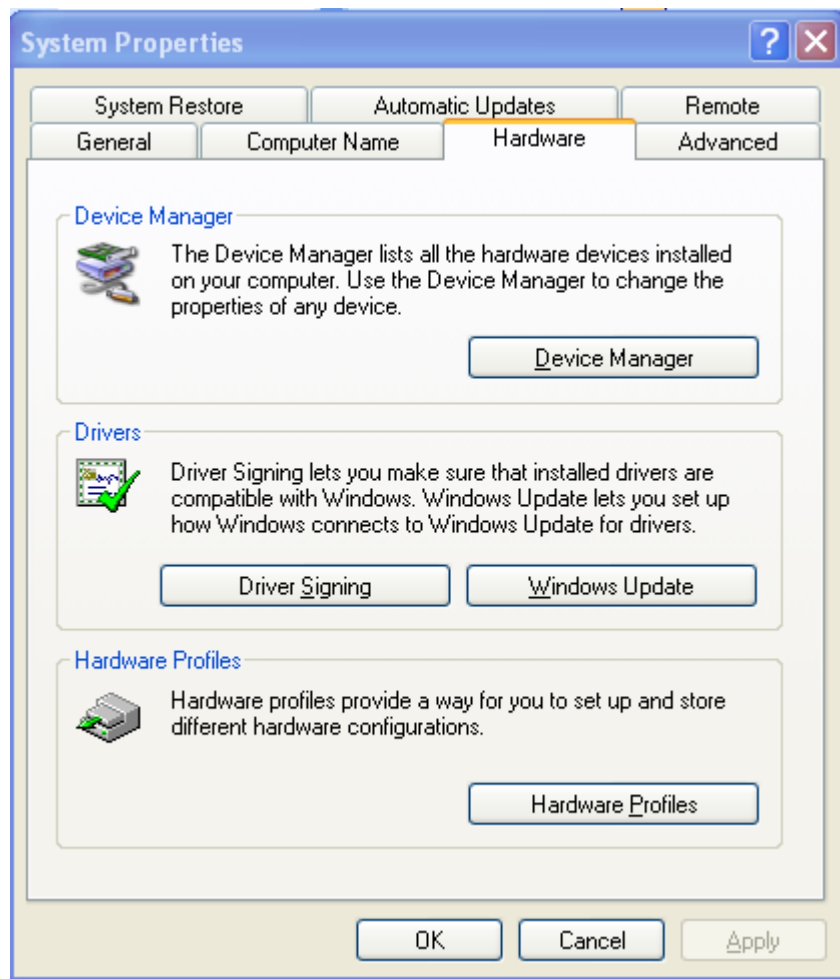 System Properties
System Restore
Automatic Updates
Remote
General
Computer Name
Hardware
Advanced
Device Manager
The Device Manager lists all the hardware devices installed
on your computer. Use the Device Manager to change the
properties of any device.
Device Manager
Drivers
Driver Signing lets you make sure that installed drivers are
compatible with Windows. Windows Update lets you set up
how Windows connects to Windows Update for drivers.
Driver Signing
Windows Update
Hardware Profiles
Hardware profiles provide a way for you to set up and store
different hardware configurations.
Hardware Profiles
OK
Cancel
Apply